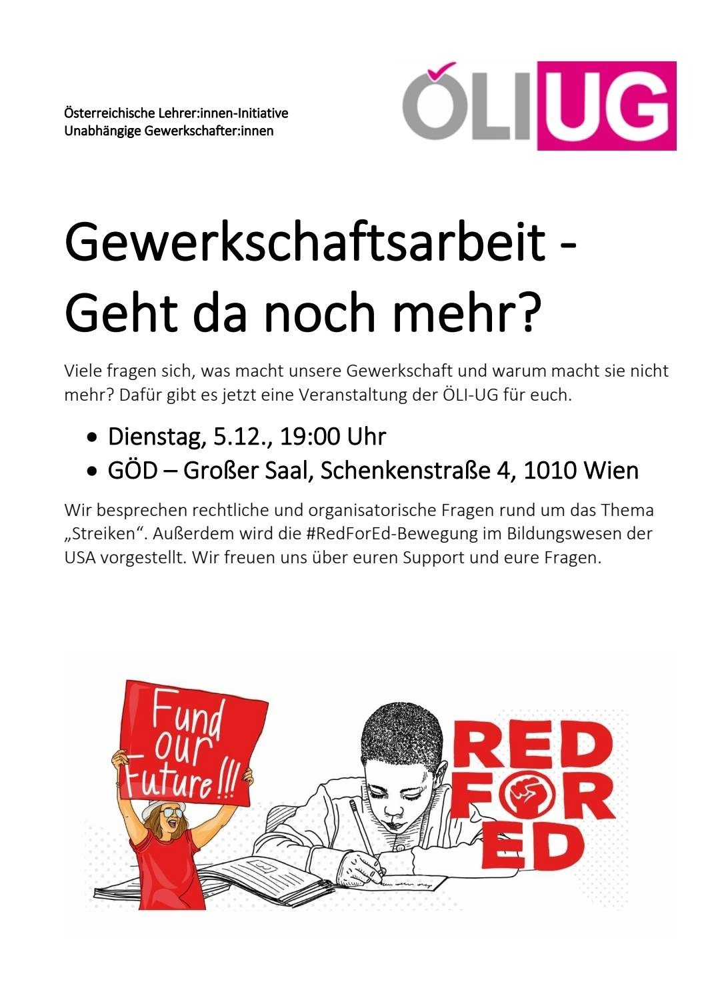 Österreichische Lehrer:innen-Initiative
Unabhängige Gewerkschafter:innen
ÖLIUG
Gewerkschaftsarbeit -
Geht da noch mehr?
Viele fragen sich, was macht unsere Gewerkschaft und warum macht sie nicht
mehr? Dafür gibt es jetzt eine Veranstaltung der ÖLI-UG für euch.
• Dienstag, 5.12., 19:00 Uhr
• GÖD – Großer Saal, Schenkenstraße 4, 1010 Wien
Wir besprechen rechtliche und organisatorische Fragen rund um das Thema
„Streiken“. Außerdem wird die #RedForEd-Bewegung im Bildungswesen der
USA vorgestellt. Wir freuen uns über euren Support und eure Fragen.
Fund
our
Future!!!
RED
FOR
ED